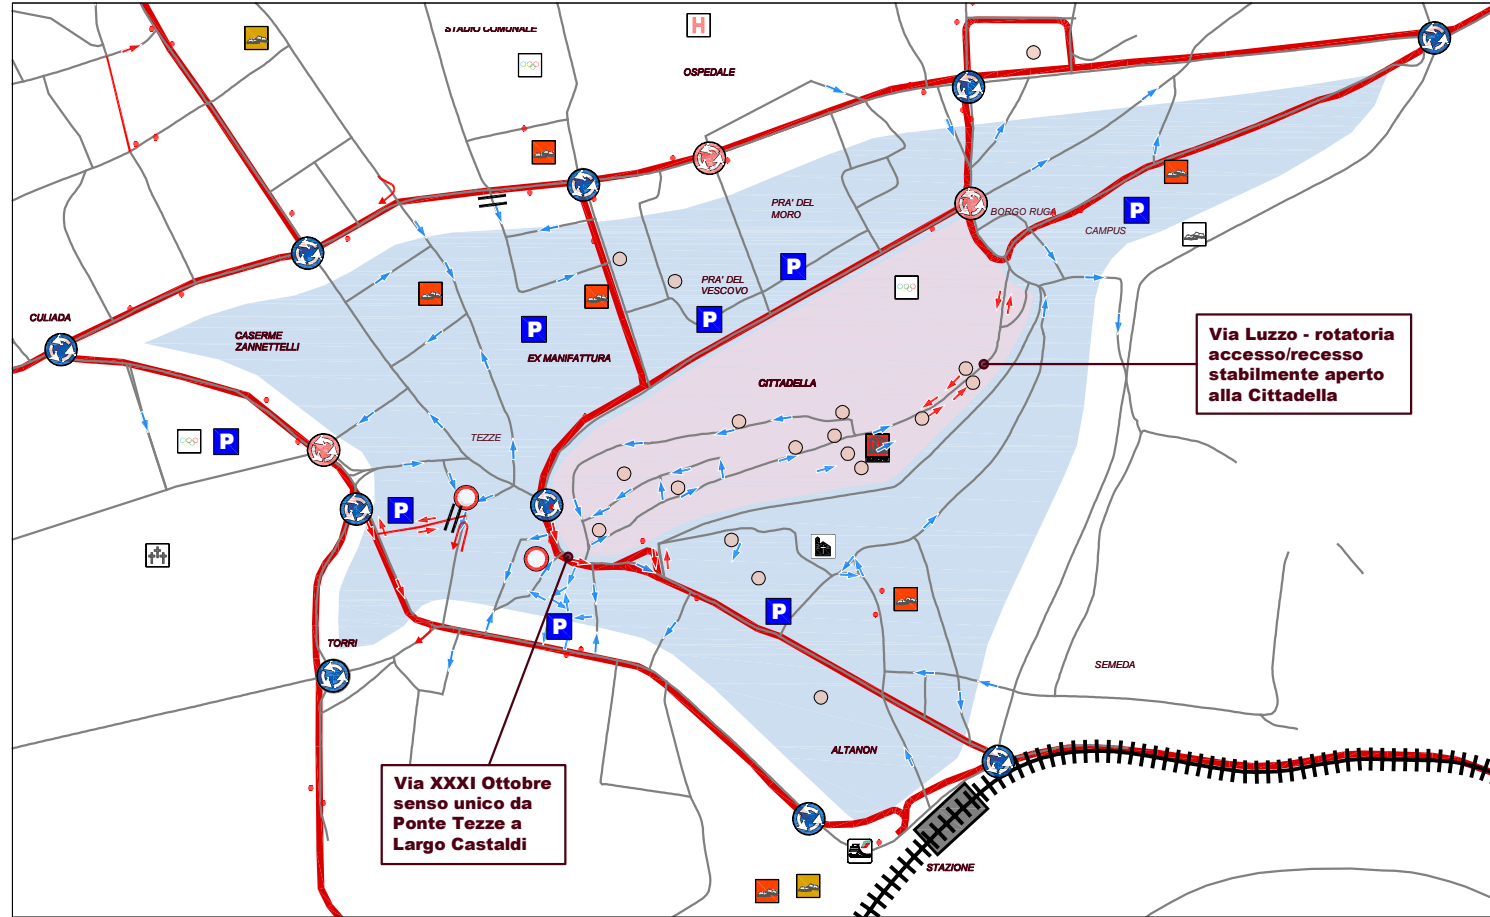 STADIO COMUNALE
H
OSPEDALE
PRA' DEL
MORO
BORGO RUGA
P
CAMPUS
P
PRA' DEL
VESCOVO
P
CULIADA
CASERME
ZANNETTELLI
P
EX MANIFATTURA
Via Luzzo - rotatoria
accesso/recesso
stabilmente aperto
alla Cittadella
CITTADELLA
TEZZE
P
P
P
P
TORRI
SEMEDA
ALTANON
Via XXXI Ottobre
senso unico da
Ponte Tezze a
Largo Castaldi
STAZIONE